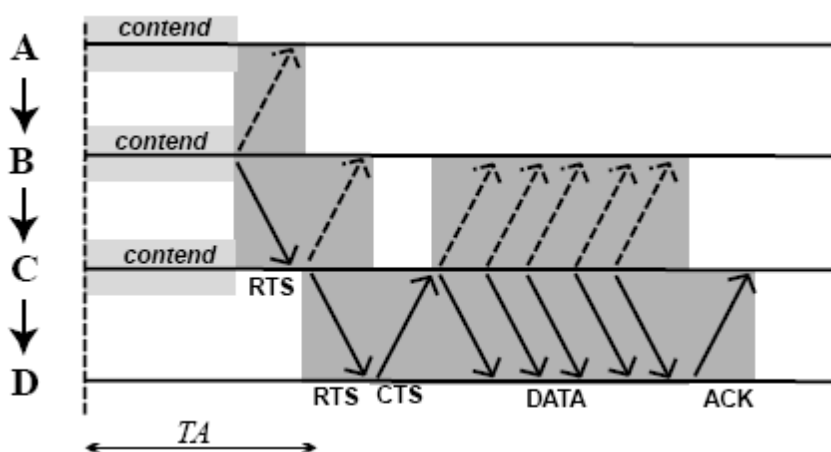 contend
A
contend
B
contend
C
RTS
D
RTS CTS DATA ACK
TA